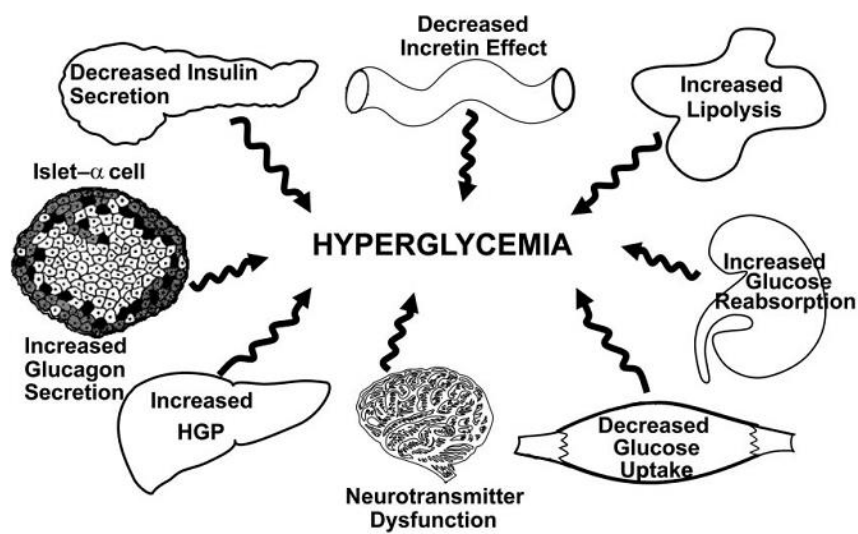 Decreased Insulin
Secretion
Decreased
Incretin Effect
Increased
Lipolysis
Islet–α cell
HYPERGLYCEMIA
Increased
Glucose
Reabsorption
Increased
Glucagon
Secretion
Increased
HGP
Neurotransmitter
Dysfunction
Decreased
Glucose
Uptake